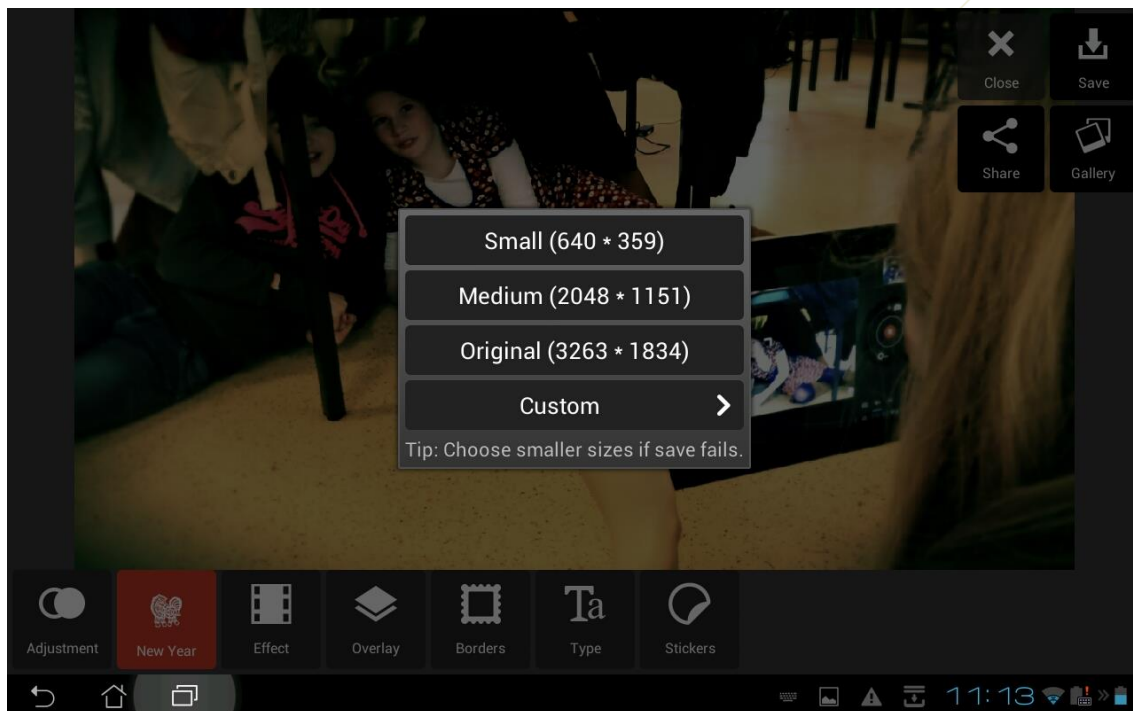 Close
Save
Share
Gallery
Small (640 * 359)
Medium (2048 * 1151)
Original (3263 * 1834)
Custom
Tip: Choose smaller sizes if save fails.
Adjustment
New Year
Effect
Overlay
Borders
Ta
Type
Stickers
11:13